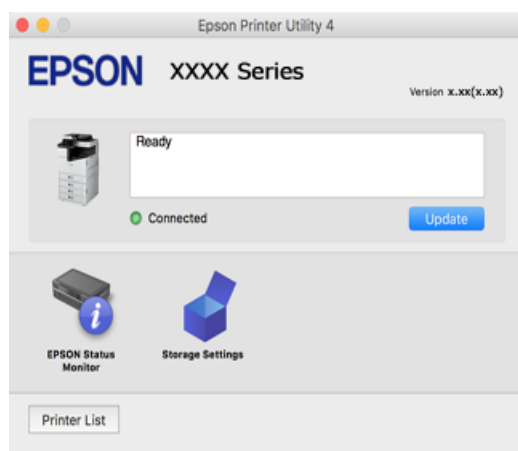 Epson Printer Utility 4
EPSON XXXX Series
Version x.xx(x.xx)
Ready
Connected
Update
EPSON Status
Monitor
Storage Settings
Printer List